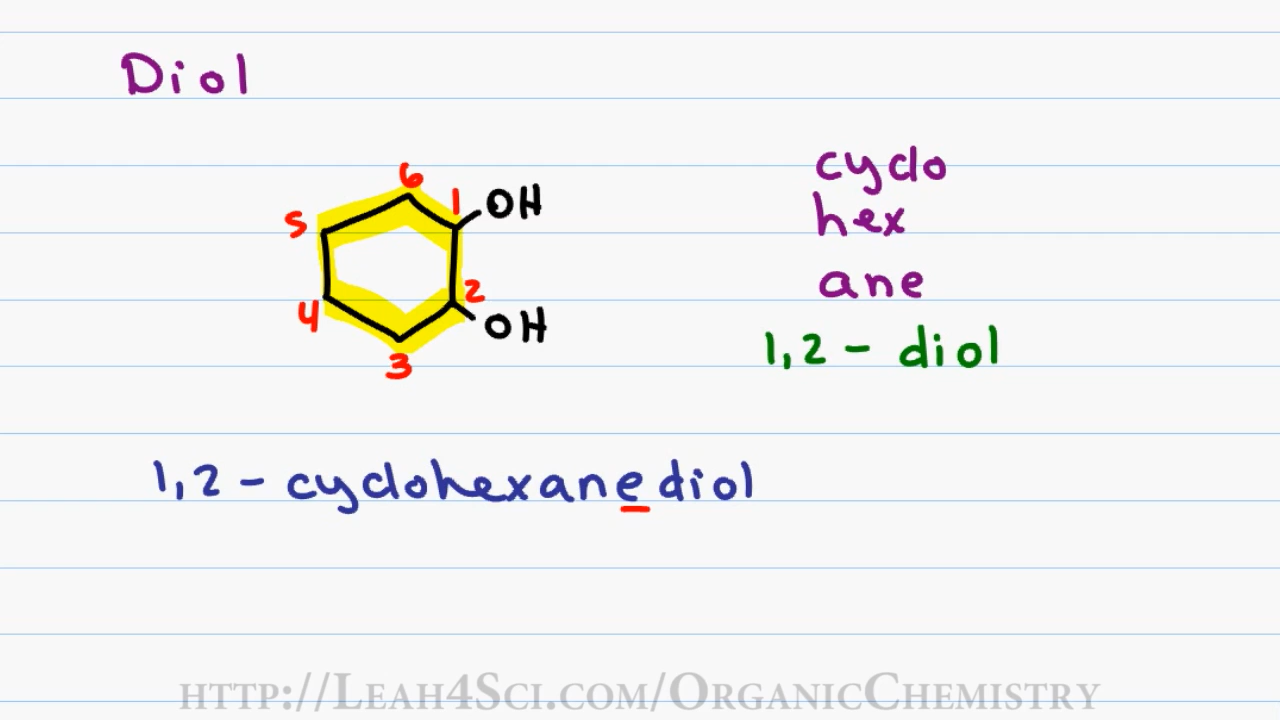 Diol
6
1 OH
5
2
4
OH
3
cyclo
hex
ane
1,2 - diol
1,2 - cyclohexanediol
http://Leah4Sci.com/OrganicChemistry